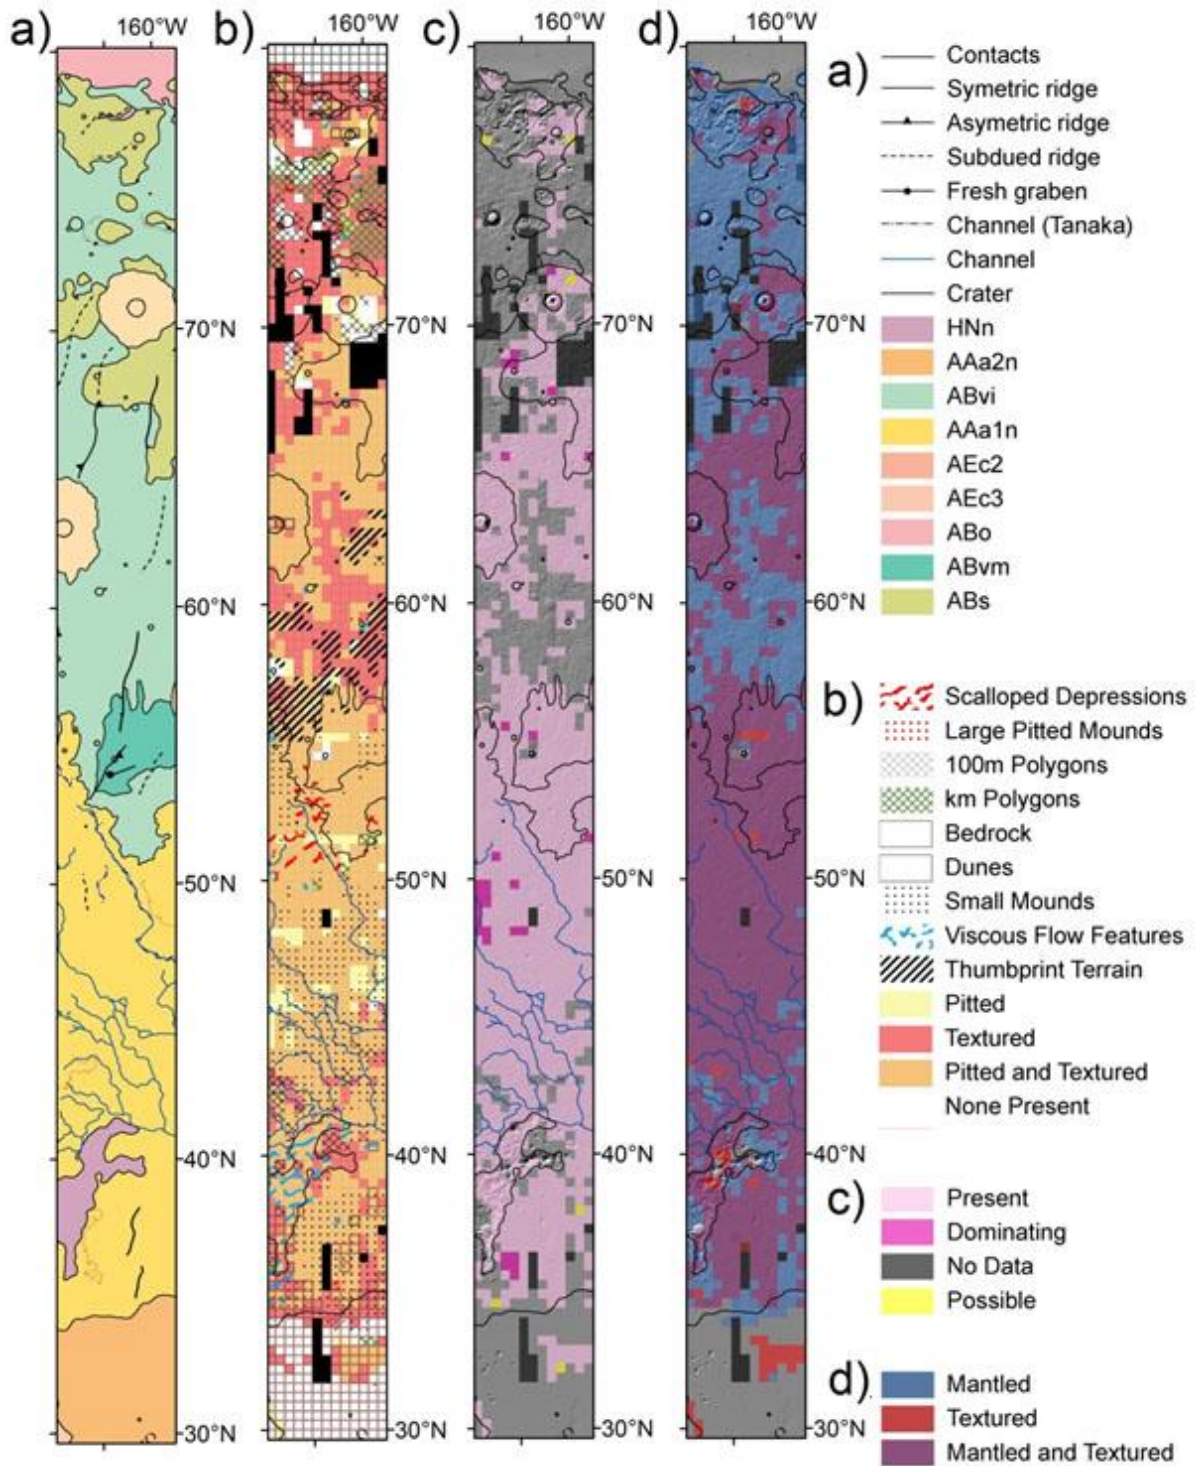 a)
b)
c)
d)
160°W
160°W
160°W
160°W
70°N
70°N
70°N
70°N
60°N
60°N
60°N
60°N
50°N
50°N
50°N
50°N
40°N
40°N
40°N
40°N
30°N
30°N
30°N
30°N
a)
Contacts
Symetric ridge
Asymetric ridge
Subdued ridge
Fresh graben
Channel (Tanaka)
Channel
Crater
HNn
AAa2n
ABvi
AAa1n
AEc2
AEc3
ABo
ABvm
ABs
b)
Scalloped Depressions
Large Pitted Mounds
100m Polygons
km Polygons
Bedrock
Dunes
Small Mounds
Viscous Flow Features
Thumbprint Terrain
Pitted
Textured
Pitted and Textured
None Present
c)
Present
Dominating
No Data
Possible
d)
Mantled
Textured
Mantled and Textured